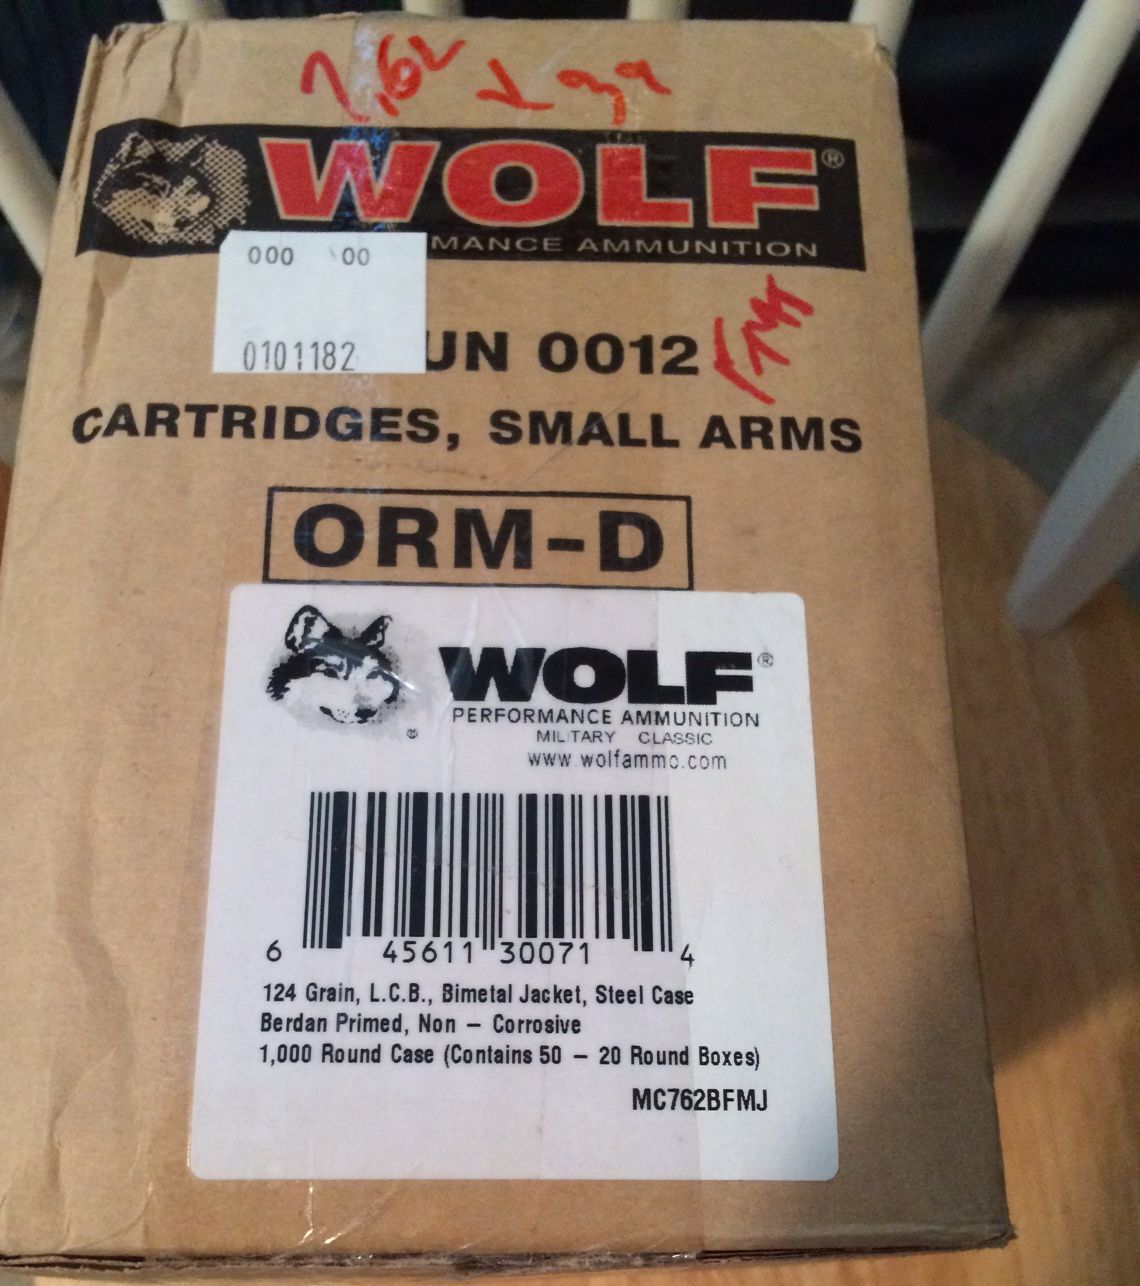 7,62 x 39
WOLF®
MANCE AMMUNITION
000 00
0101182
UN 0012
CARTRIDGES, SMALL ARMS
ORM-D
WOLF®
PERFORMANCE AMMUNITION
®
MILITARY CLASSIC
www.wolfammo.com
6 45611 30071 4
124 Grain, L.C.B., Bimetal Jacket, Steel Case
Berdan Primed, Non – Corrosive
1,000 Round Case (Contains 50 – 20 Round Boxes)
MC762BFMJ